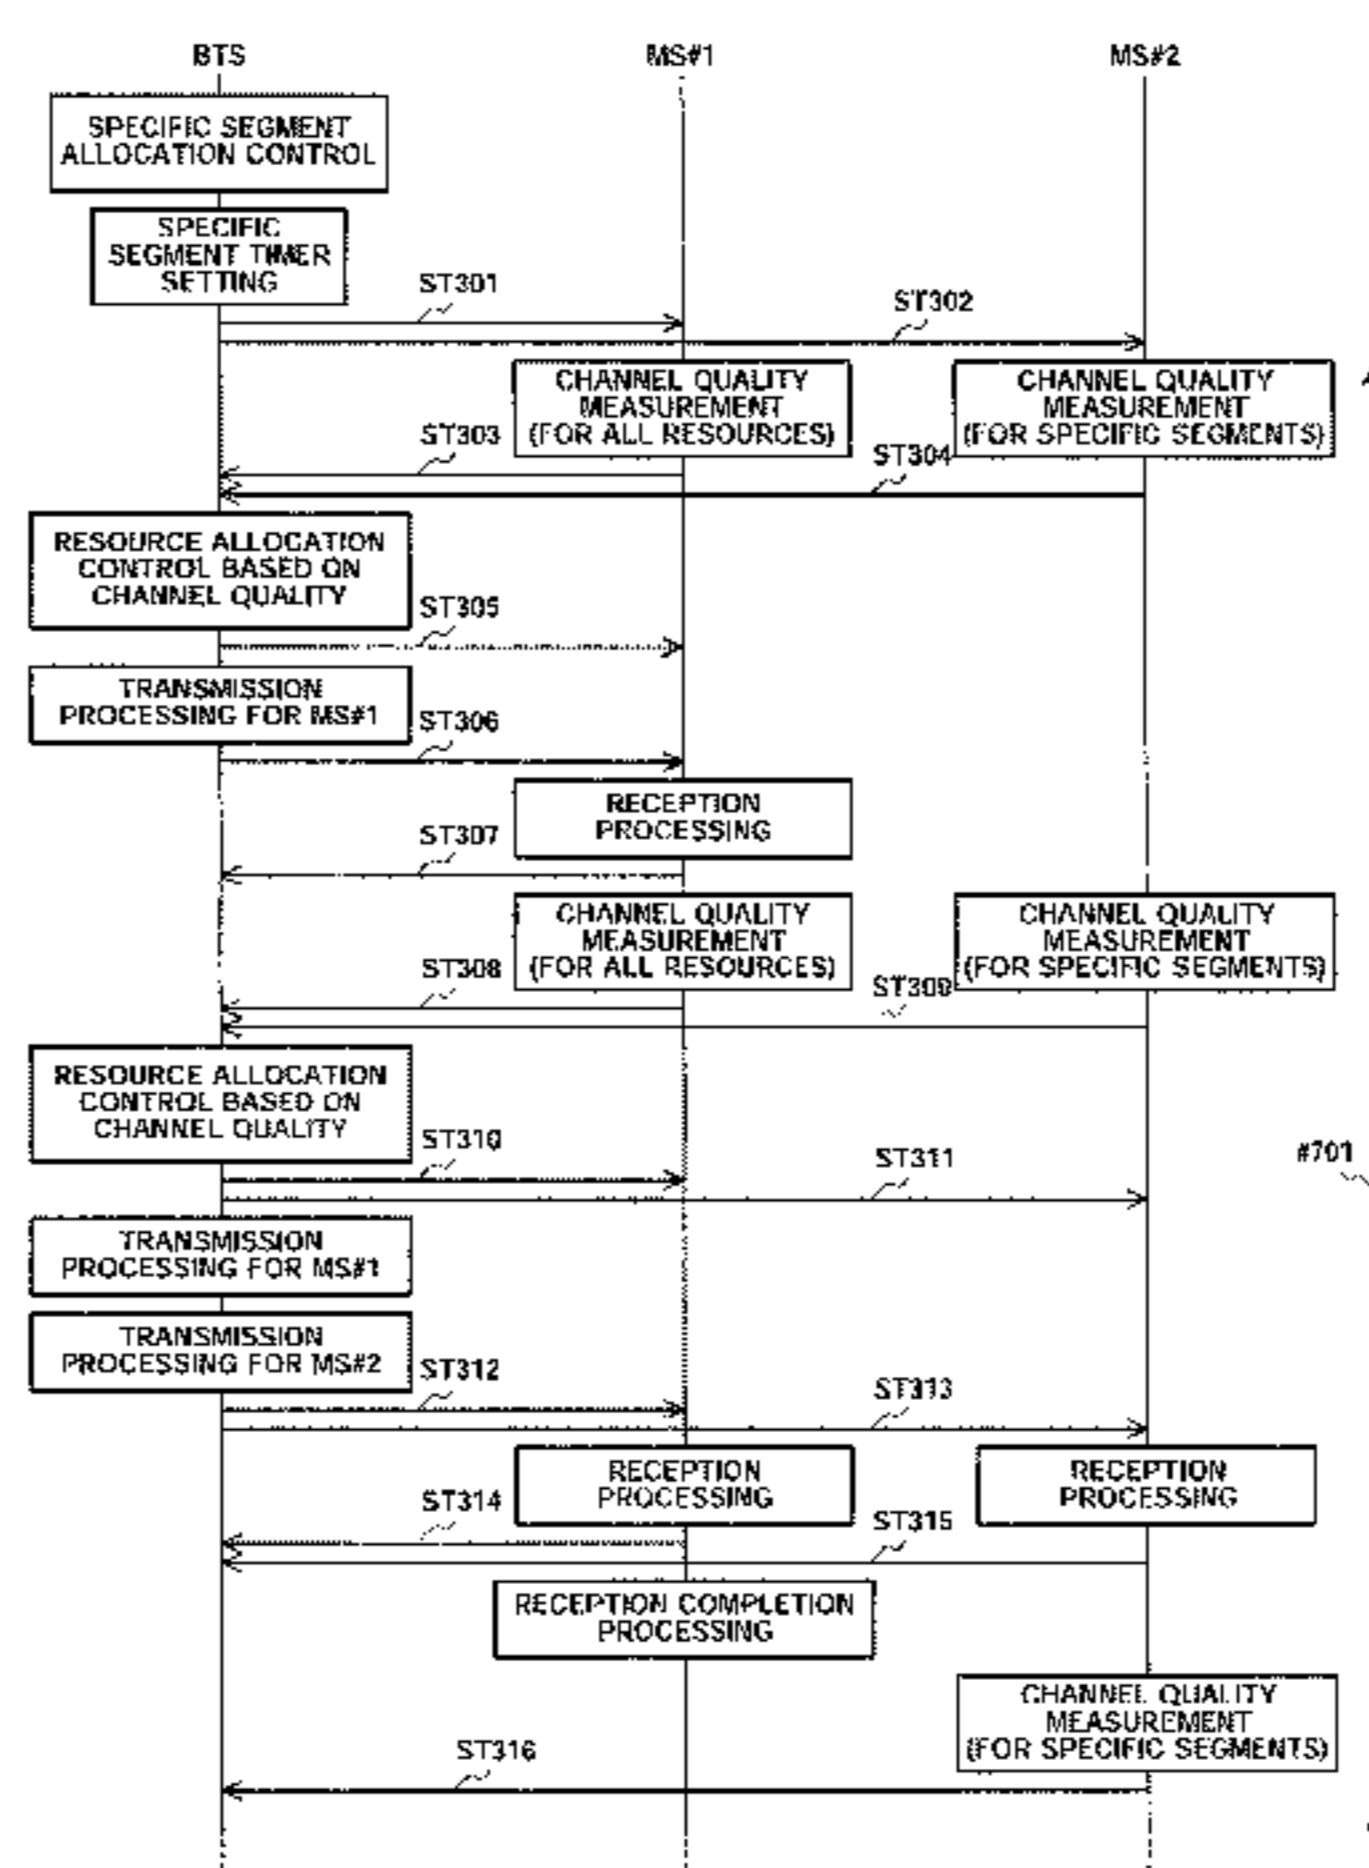 BTS MS#1 MS#2
SPECIFIC SEGMENT
ALLOCATION CONTROL
SPECIFIC
SEGMENT TIMER
SETTING
ST301
ST302
CHANNEL QUALITY
MEASUREMENT
(FOR ALL RESOURCES)
CHANNEL QUALITY
MEASUREMENT
(FOR SPECIFIC SEGMENTS)
ST303
ST304
RESOURCE ALLOCATION
CONTROL BASED ON
CHANNEL QUALITY
ST305
TRANSMISSION
PROCESSING FOR MS#1
ST306
RECEPTION
PROCESSING
ST307
CHANNEL QUALITY
MEASUREMENT
(FOR ALL RESOURCES)
CHANNEL QUALITY
MEASUREMENT
(FOR SPECIFIC SEGMENTS)
ST308
ST309
RESOURCE ALLOCATION
CONTROL BASED ON
CHANNEL QUALITY
ST310
ST311
#701
TRANSMISSION
PROCESSING FOR MS#1
TRANSMISSION
PROCESSING FOR MS#2
ST312
ST313
RECEPTION
PROCESSING
RECEPTION
PROCESSING
ST314
ST315
RECEPTION COMPLETION
PROCESSING
CHANNEL QUALITY
MEASUREMENT
(FOR SPECIFIC SEGMENTS)
ST316